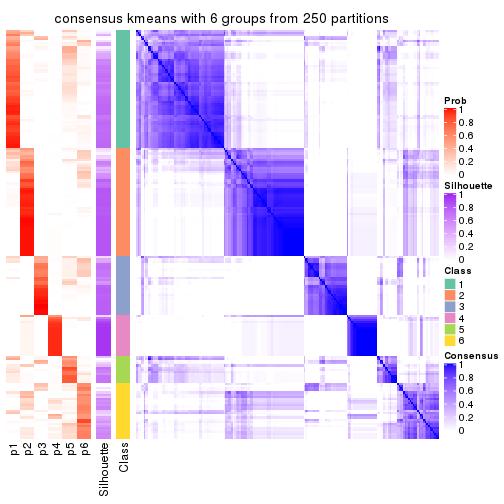 consensus kmeans with 6 groups from 250 partitions
Prob
1
0.8
0.6
0.4
0.2
0
Silhouette
1
0.8
0.6
0.4
0.2
0
Class
1
2
3
4
5
6
Consensus
1
0.8
0.6
0.4
0.2
0
p1
p2
p3
p4
p5
p6
Silhouette
Class